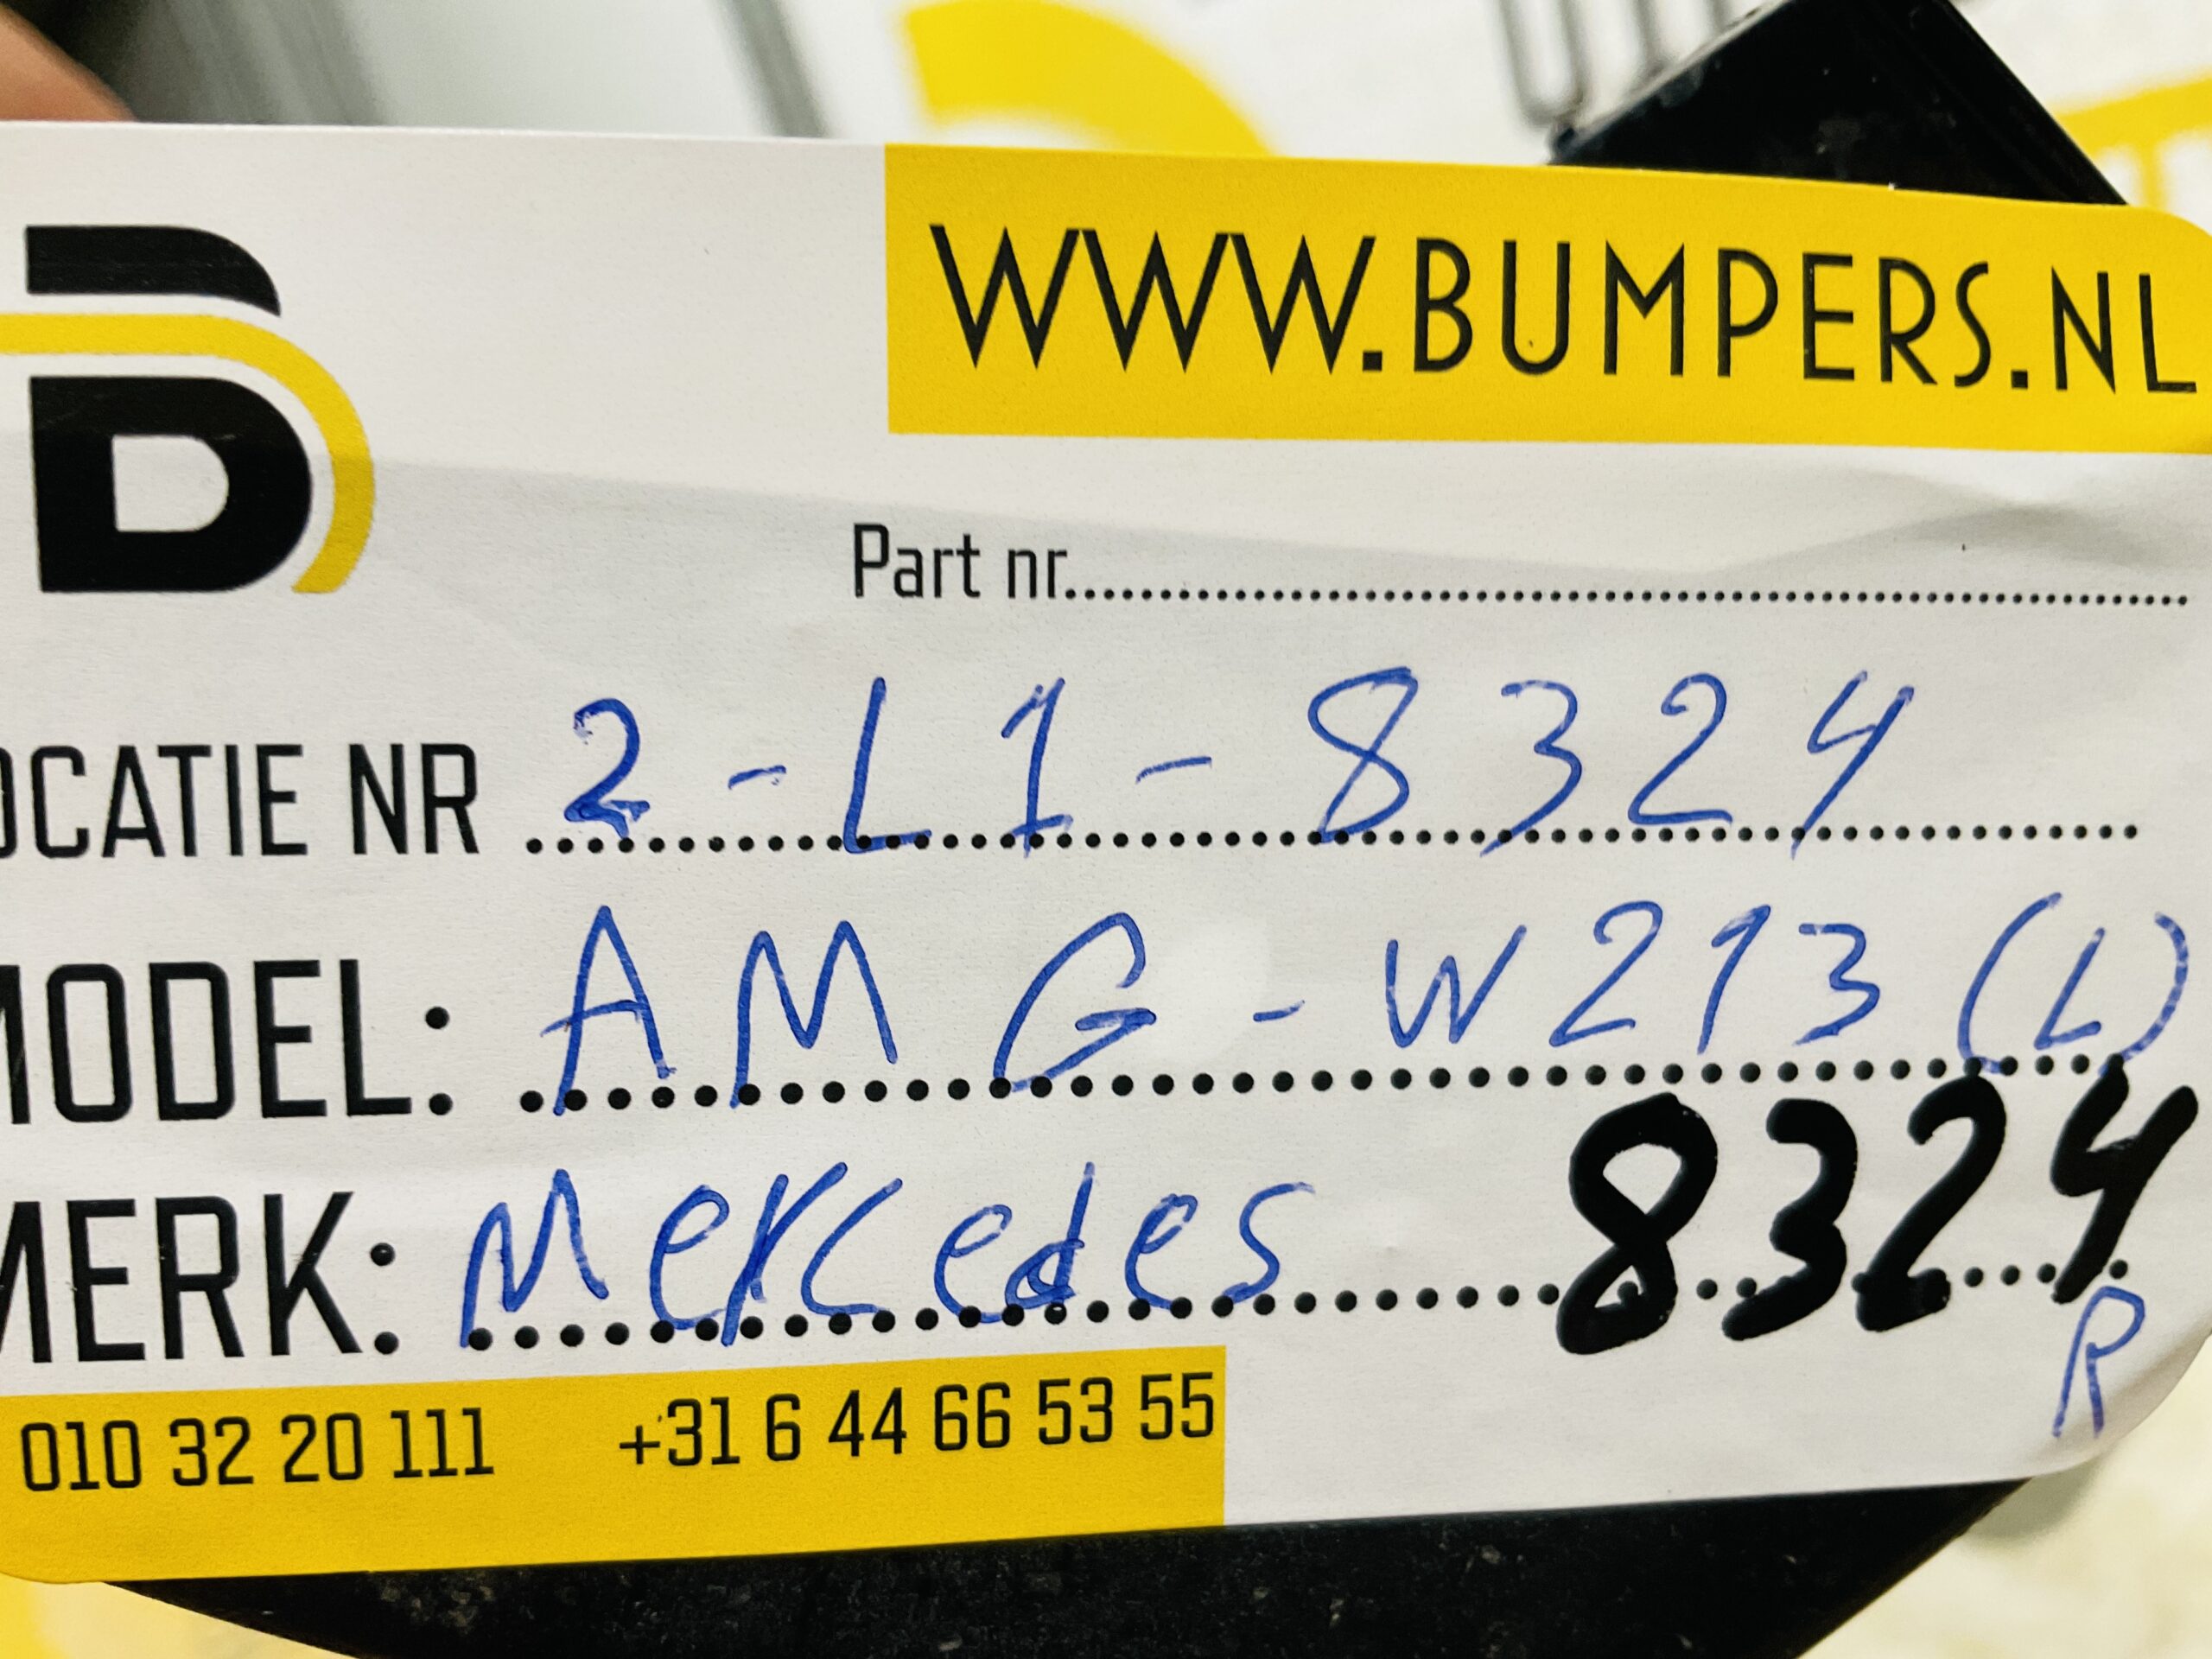 B
WWW.BUMPERS.NL
Part nr.......................................................
OCATIE NR 2-L1-8324
MODEL: AMG-W213 (L)
MERK: Mercedes 8324
R
010 32 20 111 +31 6 44 66 53 55